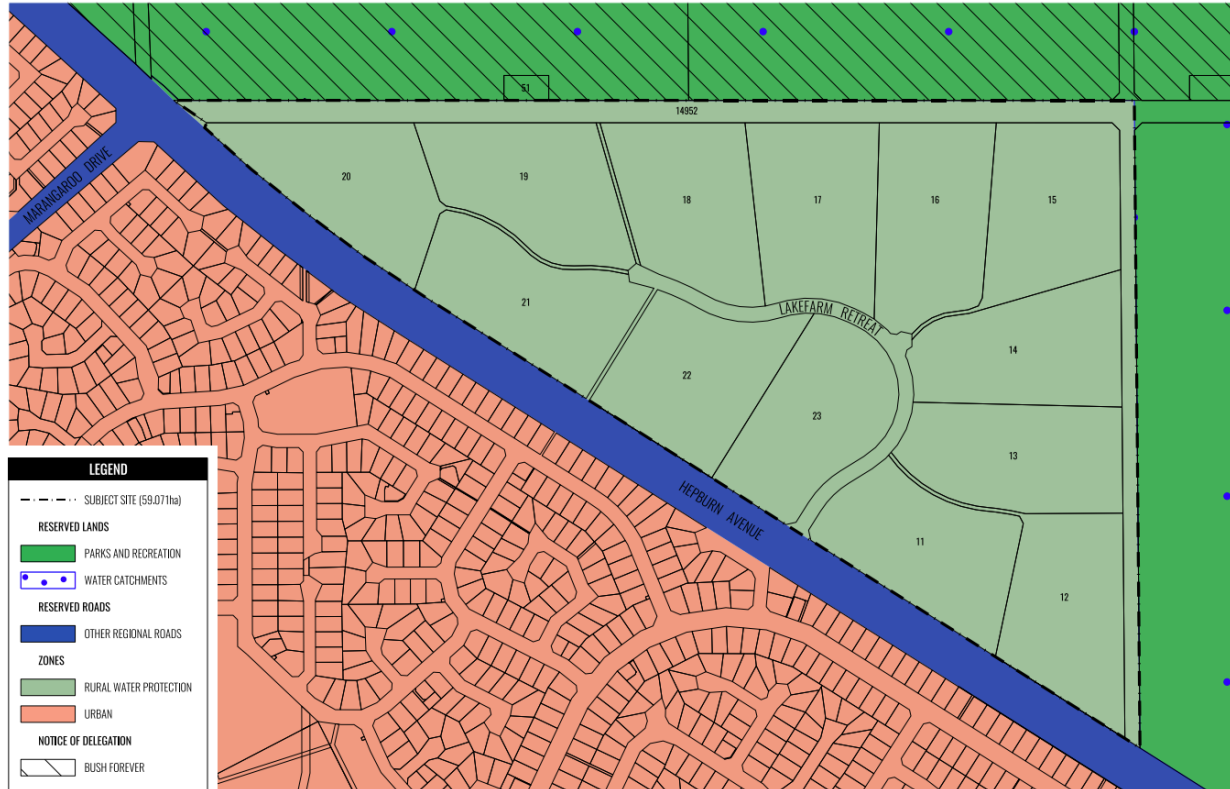 51
14952
MARANGAROO DRIVE
20
19
18
17
16
15
21
LAKEFARM RETREAT
14
22
23
13
HEPBURN AVENUE
11
12
LEGEND
SUBJECT SITE (59.071ha)
RESERVED LANDS
PARKS AND RECREATION
WATER CATCHMENTS
RESERVED ROADS
OTHER REGIONAL ROADS
ZONES
RURAL WATER PROTECTION
URBAN
NOTICE OF DELEGATION
BUSH FOREVER